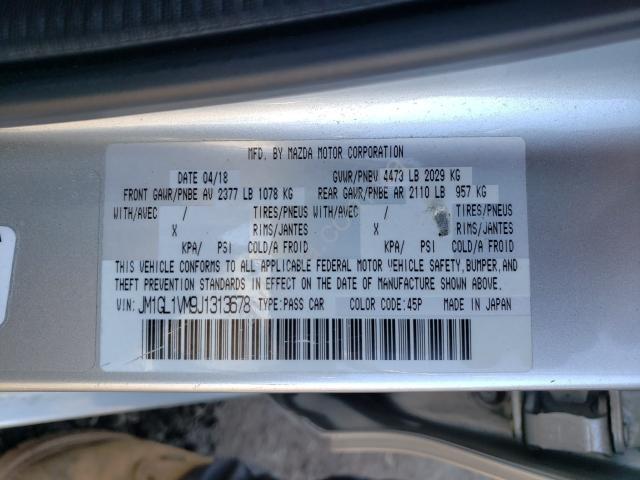 MFD. BY MAZDA MOTOR CORPORATION
DATE 04/18 GVWR/PNBV 4473 LB 2029 KG
FRONT GAWR/PNBE AV 2377 LB 1078 KG REAR GAWR/PNBE AR 2110 LB 957 KG
WITH/AVEC / TIRES/PNEUS WITH/AVEC / TIRES/PNEUS
X RIMS/JANTES X RIMS/JANTES
KPA/ PSI COLD/A FROID KPA/ PSI COLD/A FROID
THIS VEHICLE CONFORMS TO ALL APPLICABLE FEDERAL MOTOR VEHICLE SAFETY, BUMPER, AND
THEFT PREVENTION STANDARDS IN EFFECT ON THE DATE OF MANUFACTURE SHOWN ABOVE.
VIN: JM1GL1VM9J1313678 TYPE: PASS CAR COLOR CODE: 45P MADE IN JAPAN